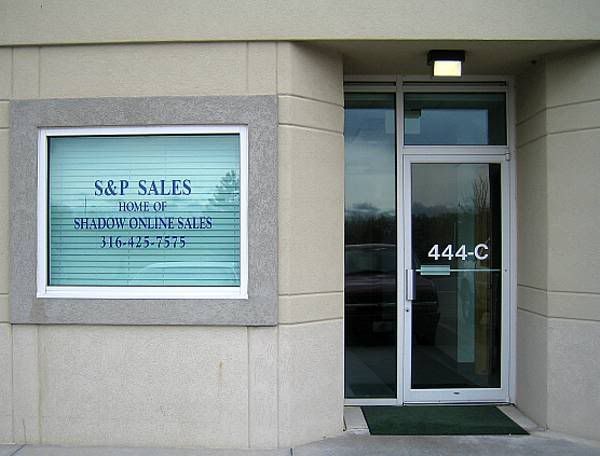 S&P SALES
HOME OF
SHADOW ONLINE SALES
316-425-7575
444-C